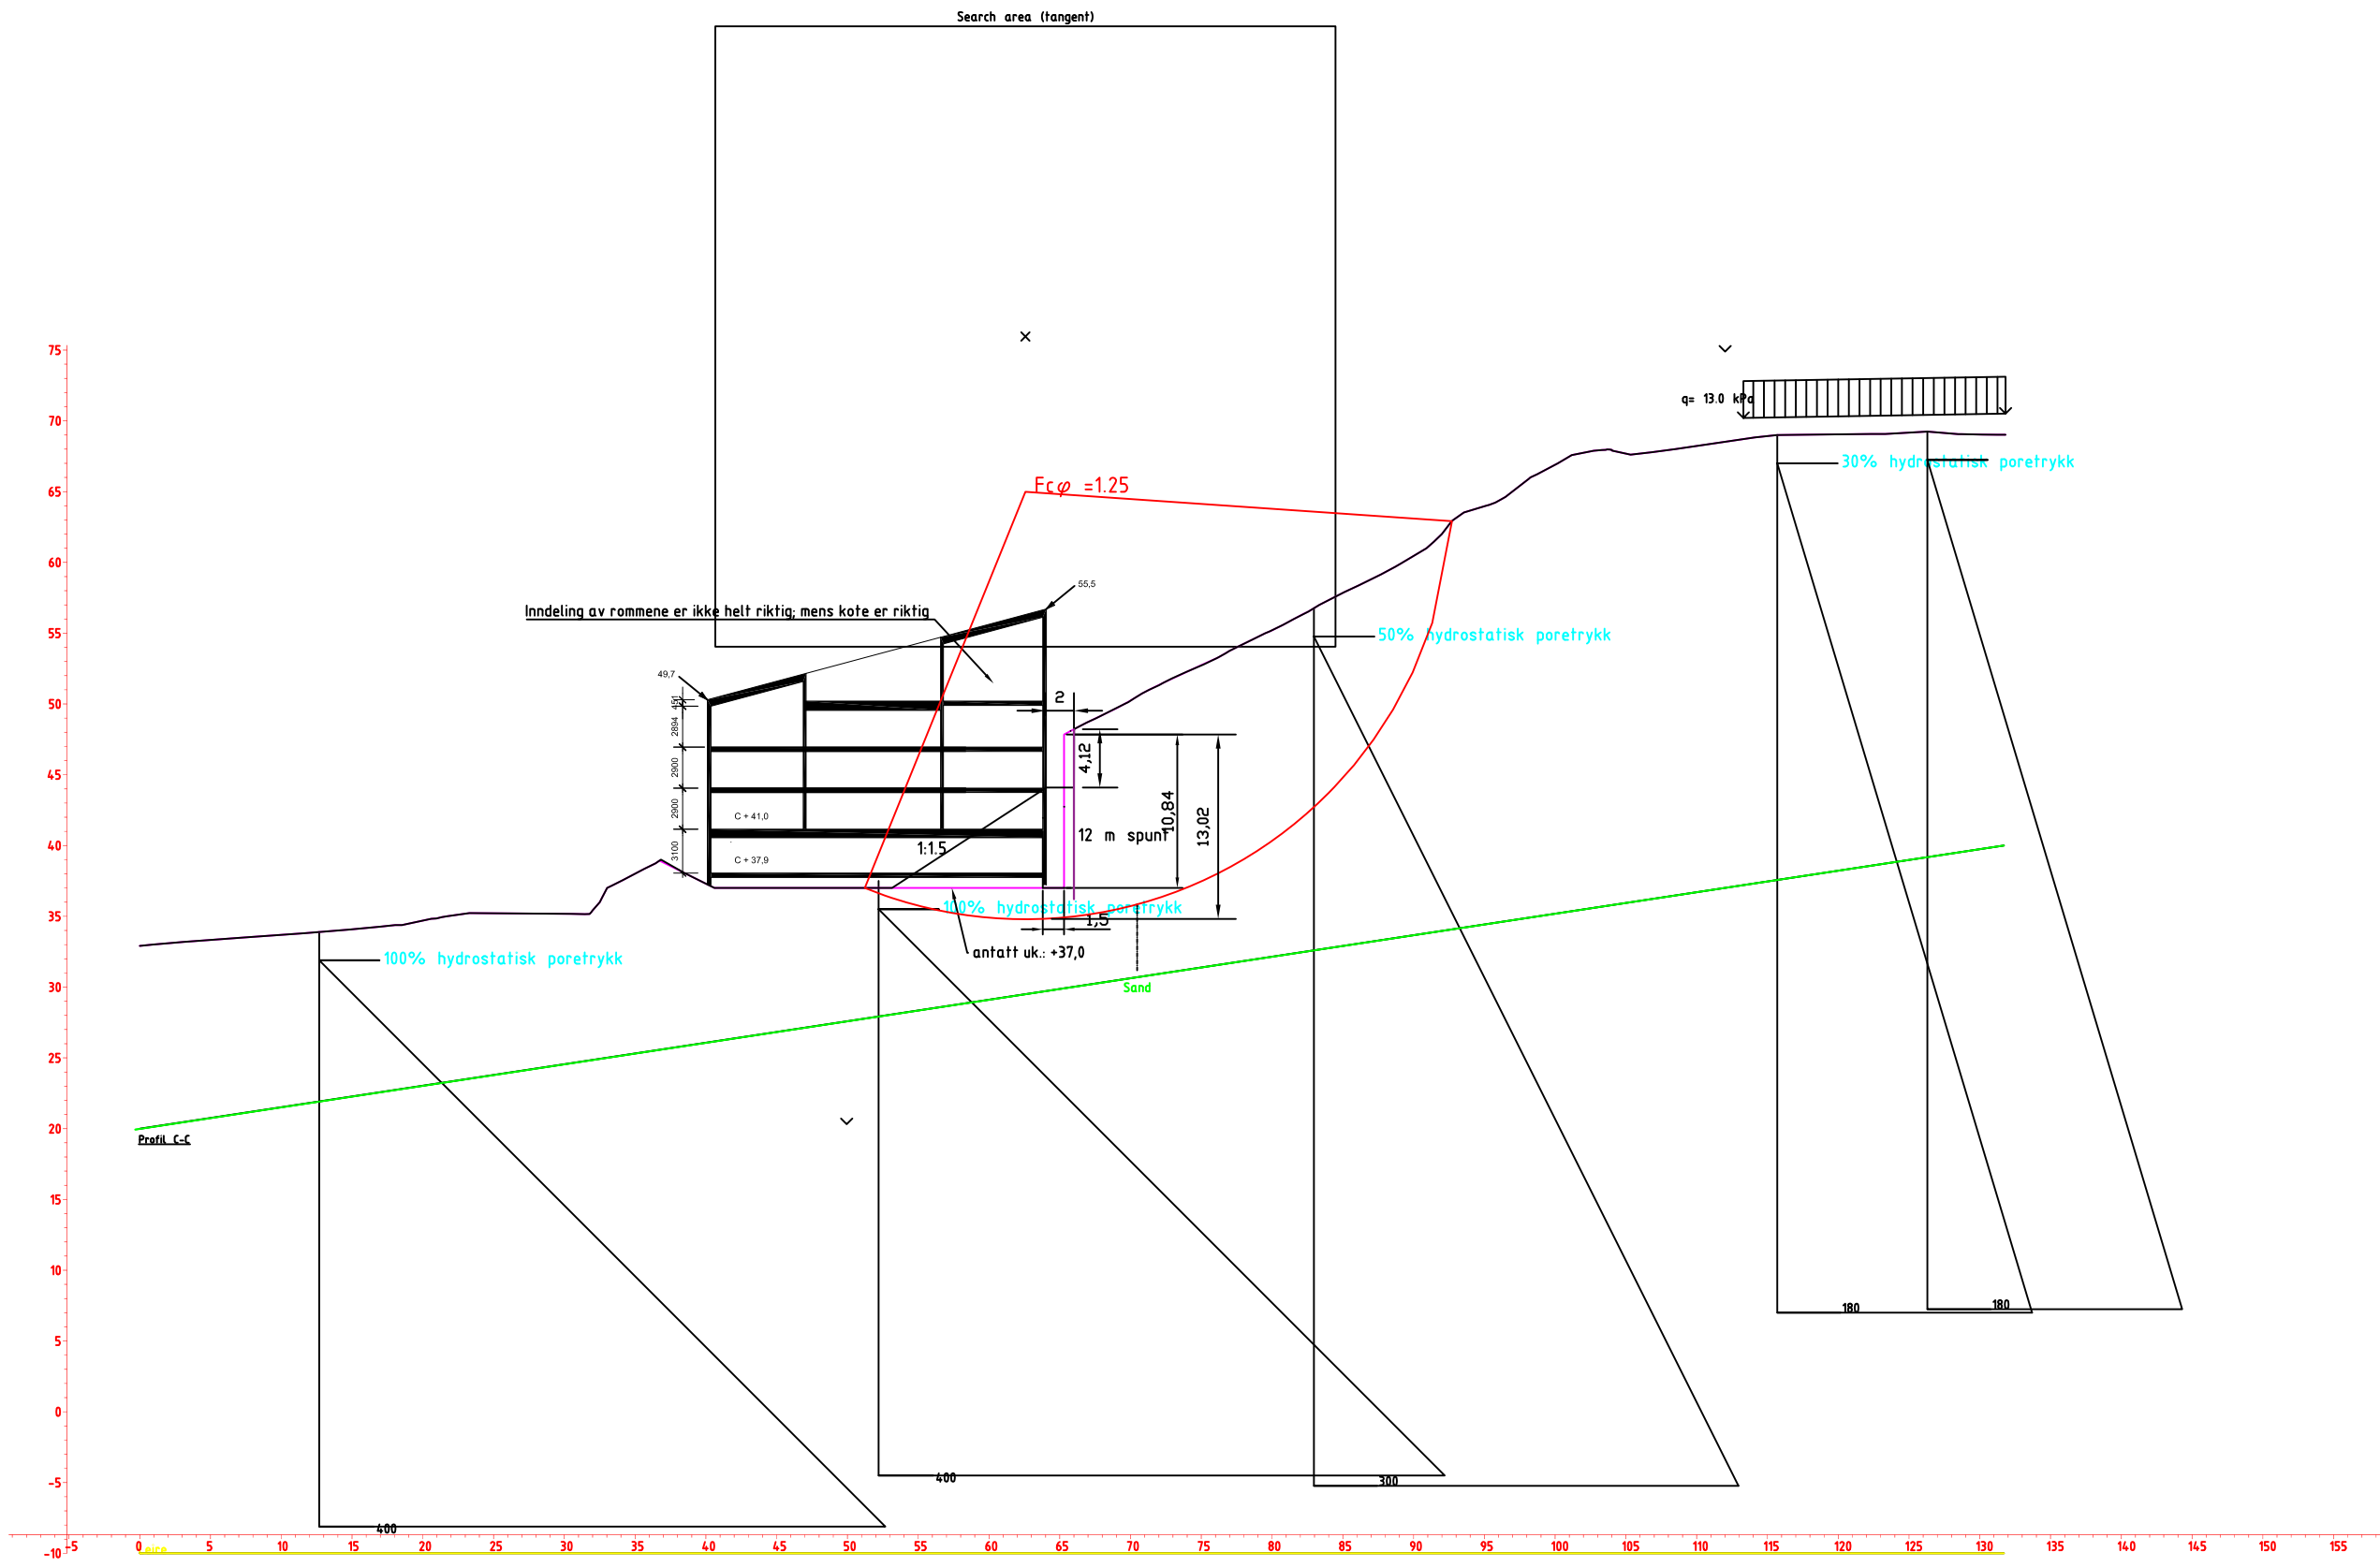 Search area (tangent)
75
70
65
60
55
50
45
40
35
30
25
20
15
10
5
0
-5
-10
q= 13.0 kPa
30% hydrostatisk poretrykk
Fcφ =1.25
55,5
Inndeling av rommene er ikke helt riktig; mens kote er riktig
50% hydrostatisk poretrykk
49,7
451
2894
2900
2900
3100
2
4,12
10,84
13,02
C + 41,0
12 m spunt
1:1.5
C + 37,9
100% hydrostatisk poretrykk
1,5
antatt uk.: +37,0
100% hydrostatisk poretrykk
Sand
Profil C-C
180
180
400
300
400
-5 0 5 10 15 20 25 30 35 40 45 50 55 60 65 70 75 80 85 90 95 100 105 110 115 120 125 130 135 140 145 150 155